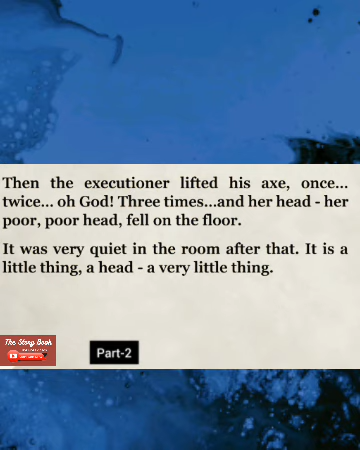 Then the executioner lifted his axe, once...
twice... oh God! Three times...and her head - her
poor, poor head, fell on the floor.
It was very quiet in the room after that. It is a
little thing, a head - a very little thing.
The Story Book
Part-2